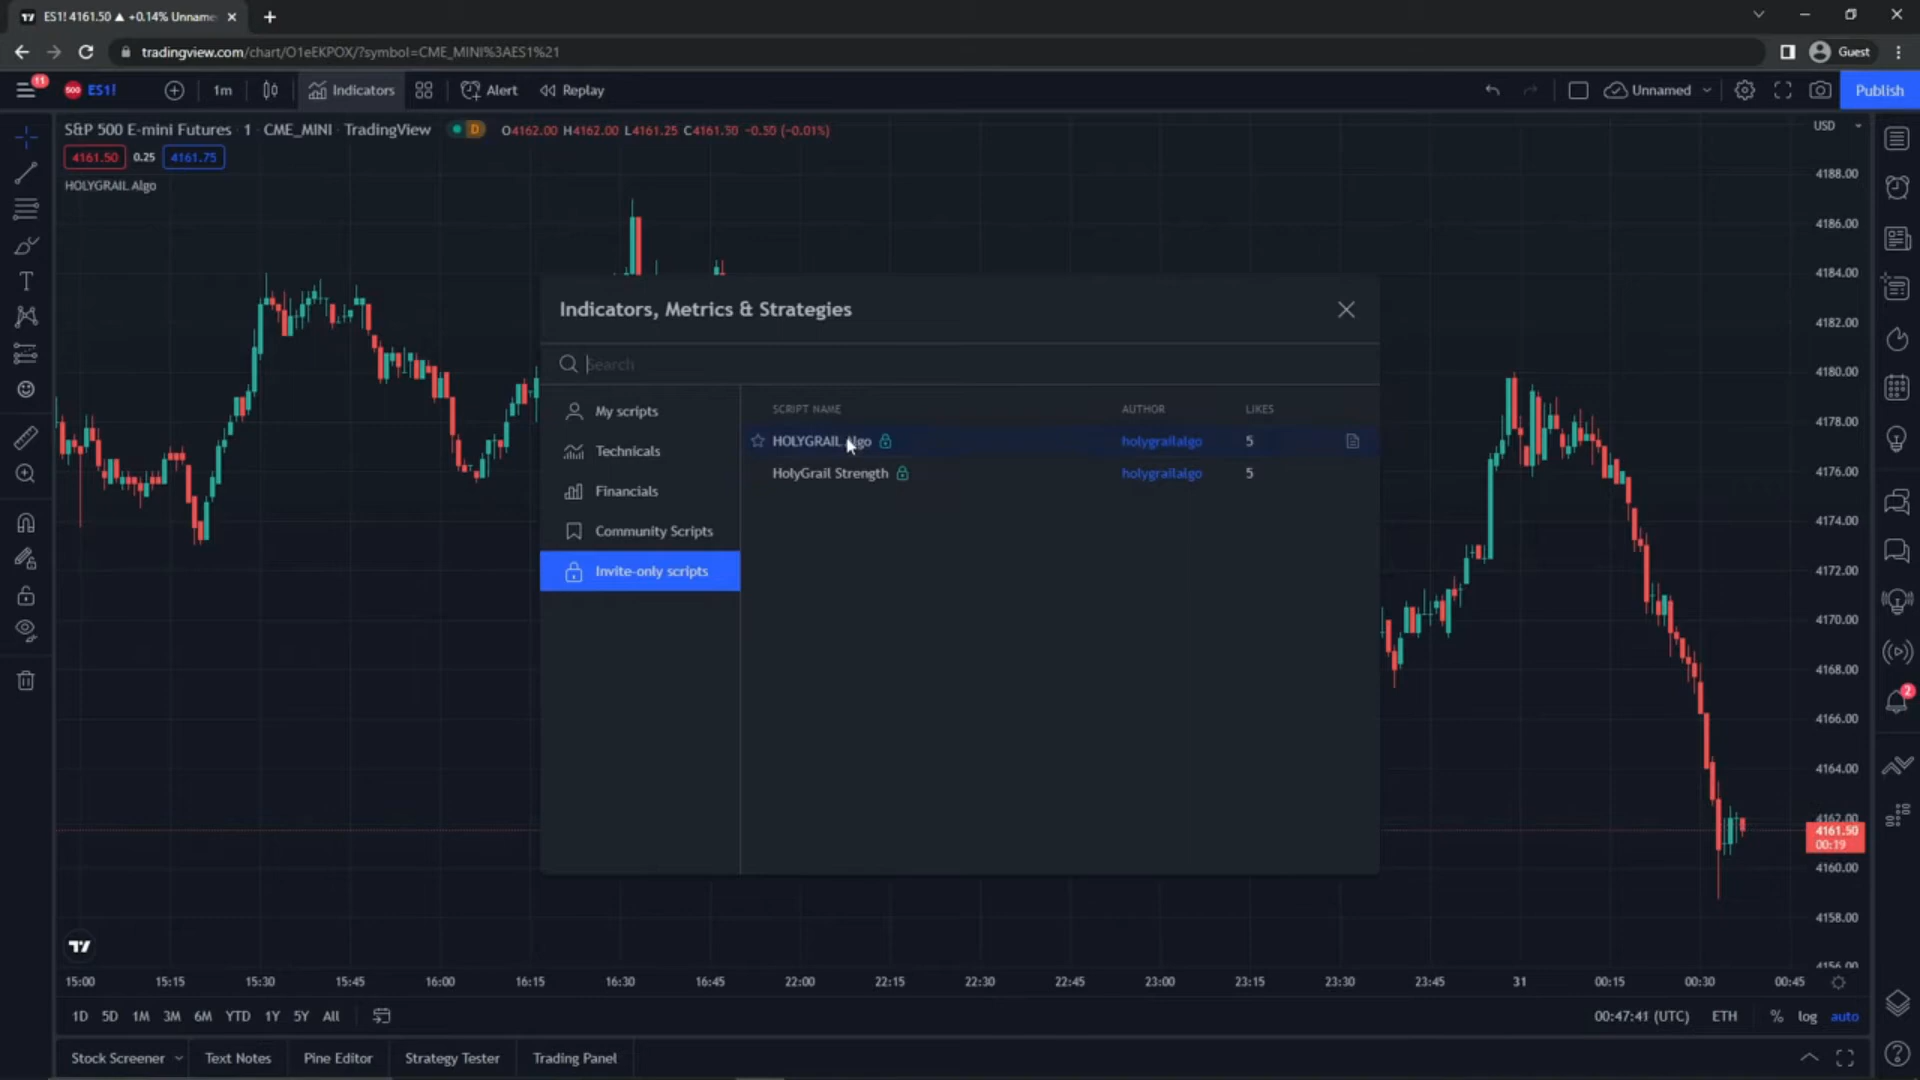 ES1! 4161.50 ▲ +0.14% Unname
tradingview.com/chart/O1eEKPOX/?symbol=CME_MINI%3AES1%21
Guest
11
500 ES1!
1m
Indicators
Alert
Replay
Unnamed
Publish
S&P 500 E-mini Futures · 1 · CME_MINI · TradingView
D
O4162.00 H4162.00 L4161.25 C4161.50 -0.50 (-0.01%)
USD
4161.50
0.25
4161.75
HOLYGRAIL Algo
4188.00
4186.00
4184.00
4182.00
4180.00
4178.00
4176.00
4174.00
4172.00
4170.00
4168.00
4166.00
4164.00
4162.00
4161.50
00:19
4160.00
4158.00
4156.00
2
Indicators, Metrics & Strategies
Search
My scripts
Technicals
Financials
Community Scripts
Invite-only scripts
SCRIPT NAME
AUTHOR
LIKES
HOLYGRAIL Algo
holygrailalgo
5
HolyGrail Strength
holygrailalgo
5
15:00
15:15
15:30
15:45
16:00
16:15
16:30
16:45
22:00
22:15
22:30
22:45
23:00
23:15
23:30
23:45
31
00:15
00:30
00:45
1D 5D 1M 3M 6M YTD 1Y 5Y All
00:47:41 (UTC)
ETH
%
log
auto
Stock Screener
Text Notes
Pine Editor
Strategy Tester
Trading Panel